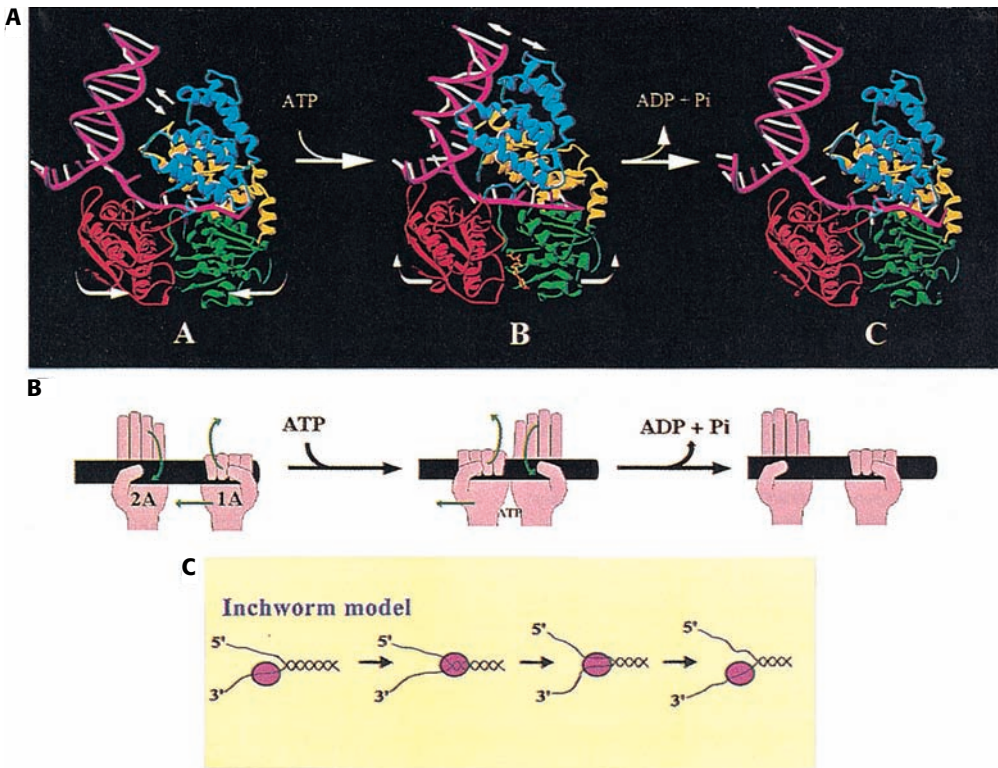 A
ATP
ADP + Pi
A
B
C
B
ATP
ADP + Pi
2A
1A
ATP
C
Inchworm model
5'
5'
5'
5'
3'
3'
3'
3'